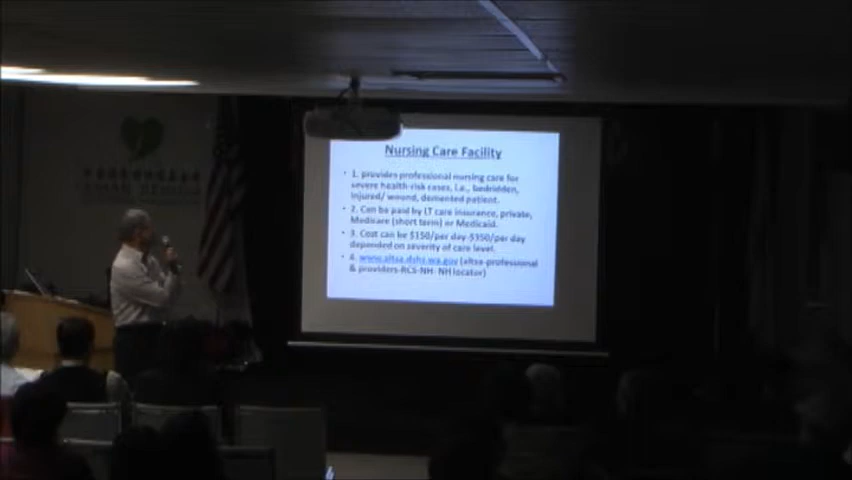 Nursing Care Facility
• 1. provides professional nursing care for
severe health-risk cases, i.e., bedridden,
injured/ wound, demented patient.
• 2. Can be paid by LT care insurance, private,
Medicare (short term) or Medicaid.
• 3. Cost can be $150/per day-$350/per day
depended on severity of care level.
• 4. www.altsa.dshs.wa.gov (altsa-professional
& providers-RCS-NH- NH locator)